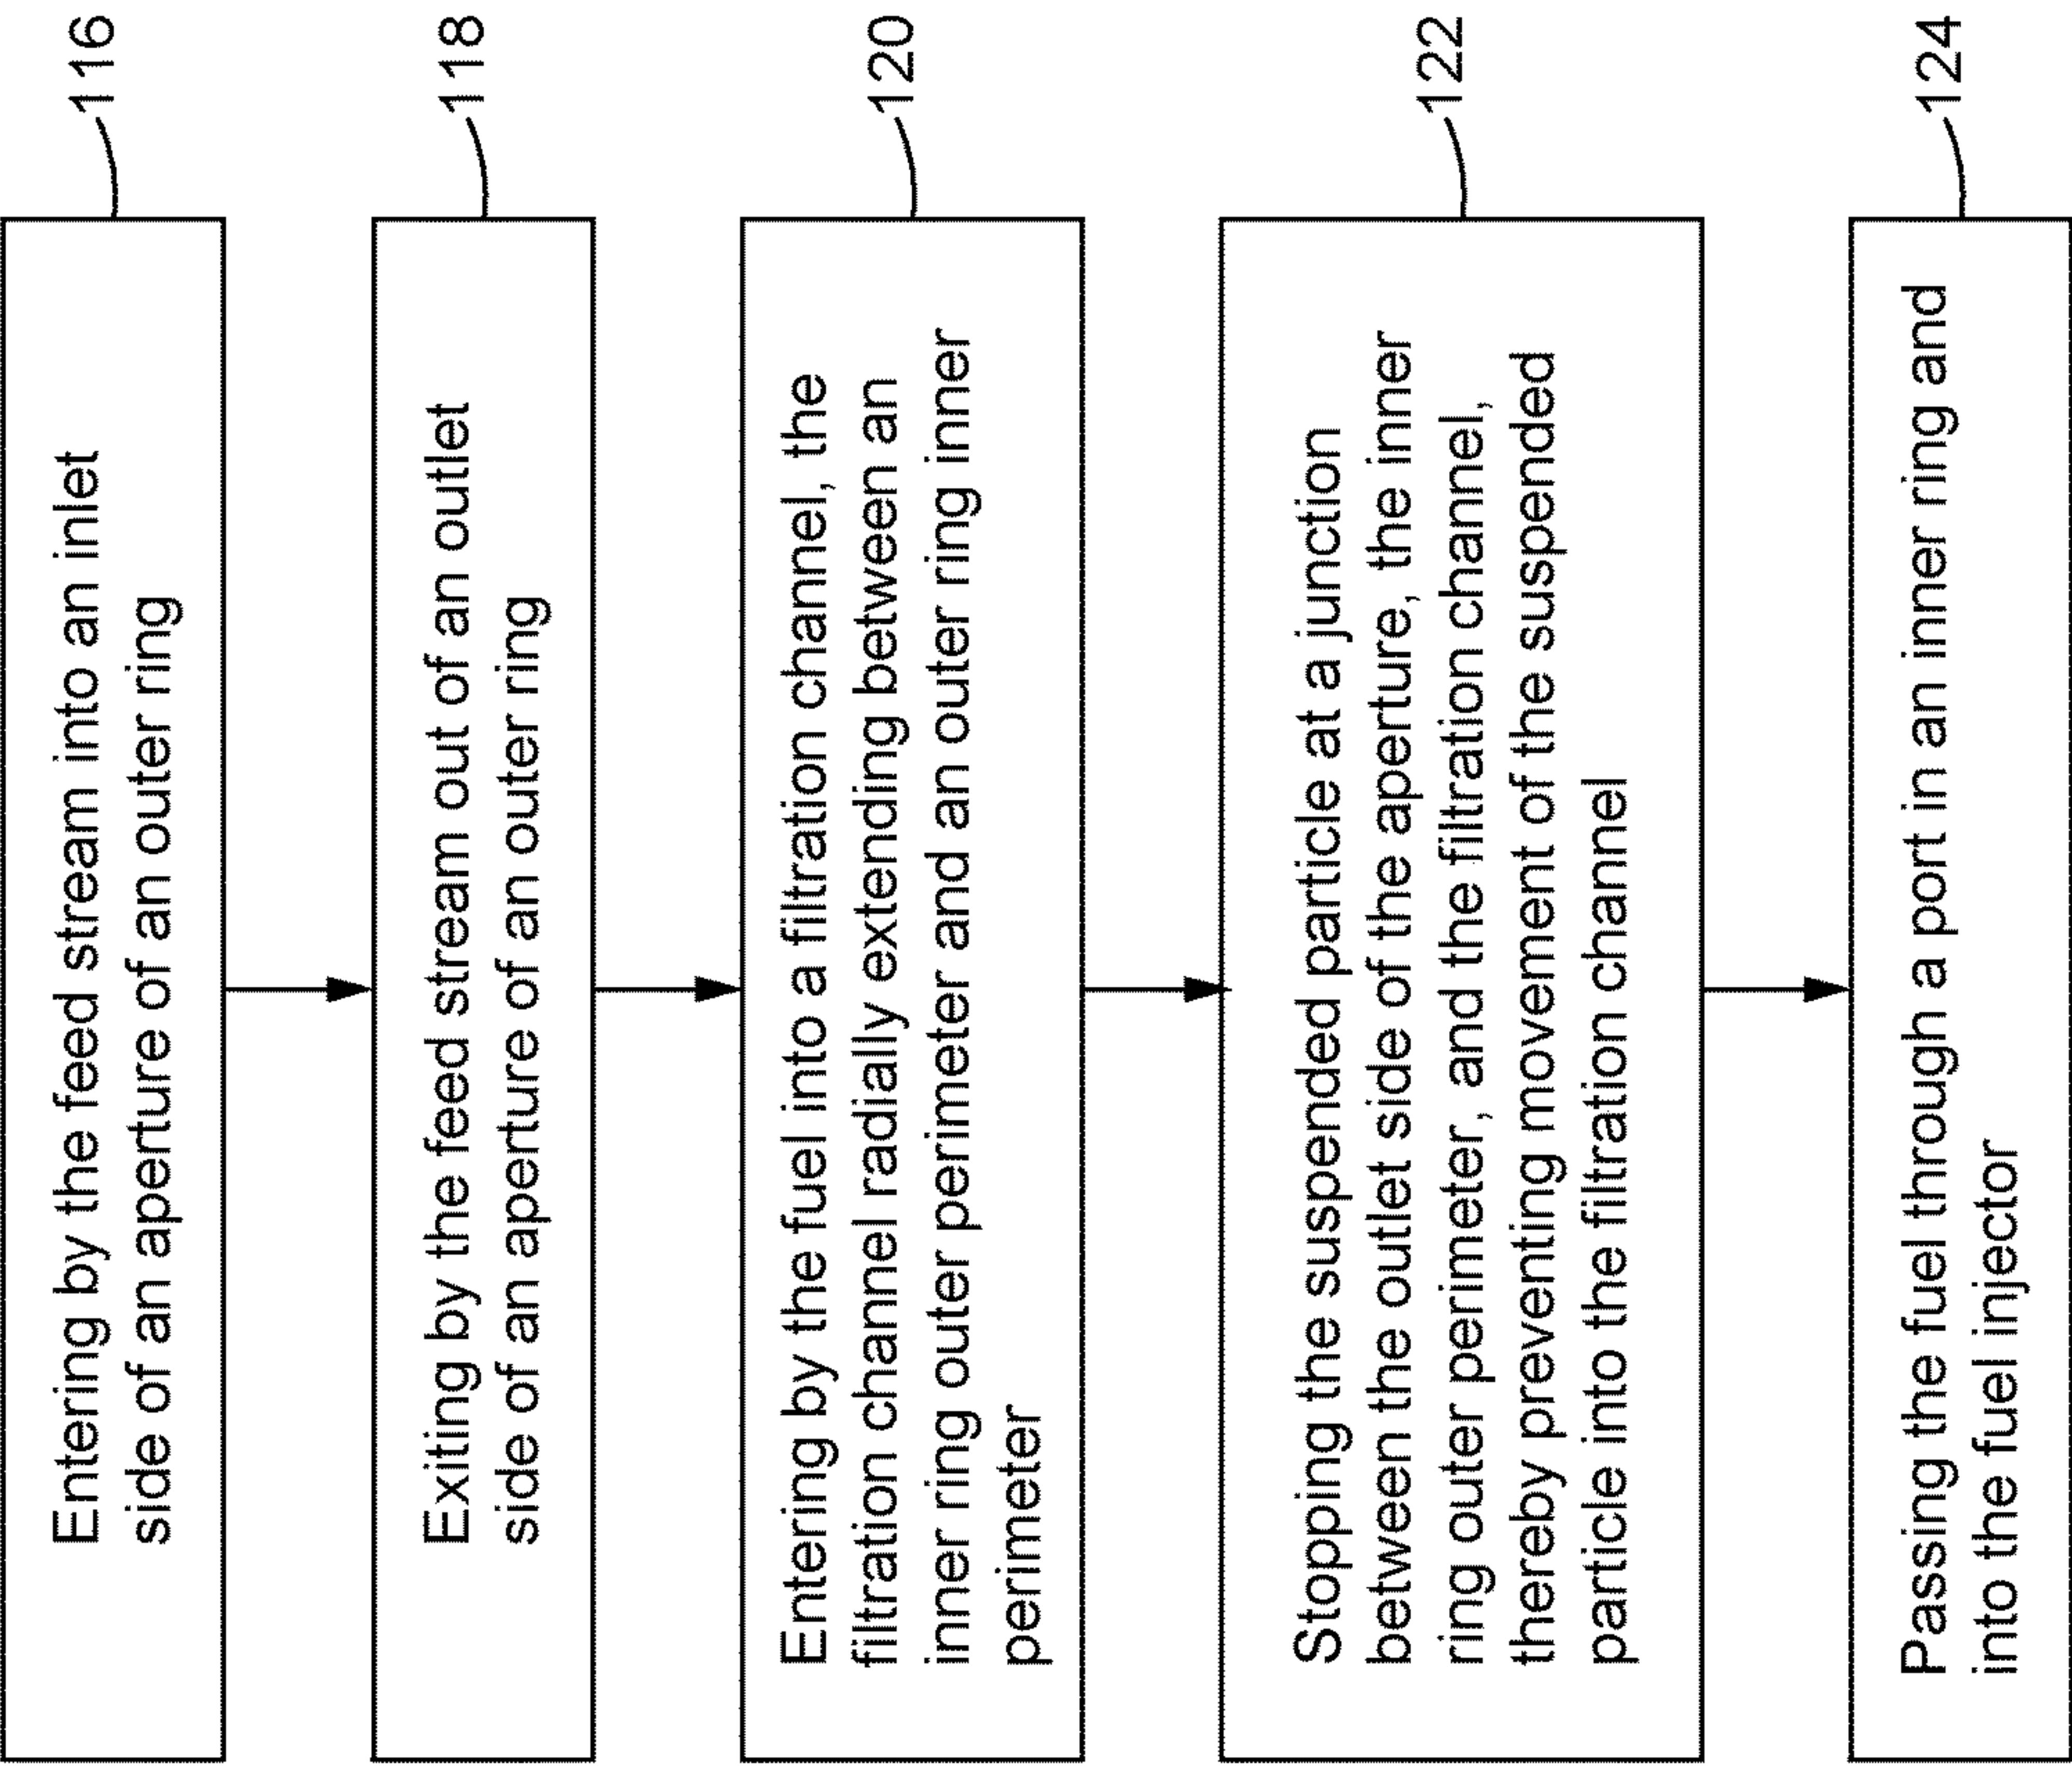 116
Entering by the feed stream into an inlet
side of an aperture of an outer ring
118
Exiting by the feed stream out of an outlet
side of an aperture of an outer ring
120
Entering by the fuel into a filtration channel, the
filtration channel radially extending between an
inner ring outer perimeter and an outer ring inner
perimeter
122
Stopping the suspended particle at a junction
between the outlet side of the aperture, the inner
ring outer perimeter, and the filtration channel,
thereby preventing movement of the suspended
particle into the filtration channel
124
Passing the fuel through a port in an inner ring and
into the fuel injector